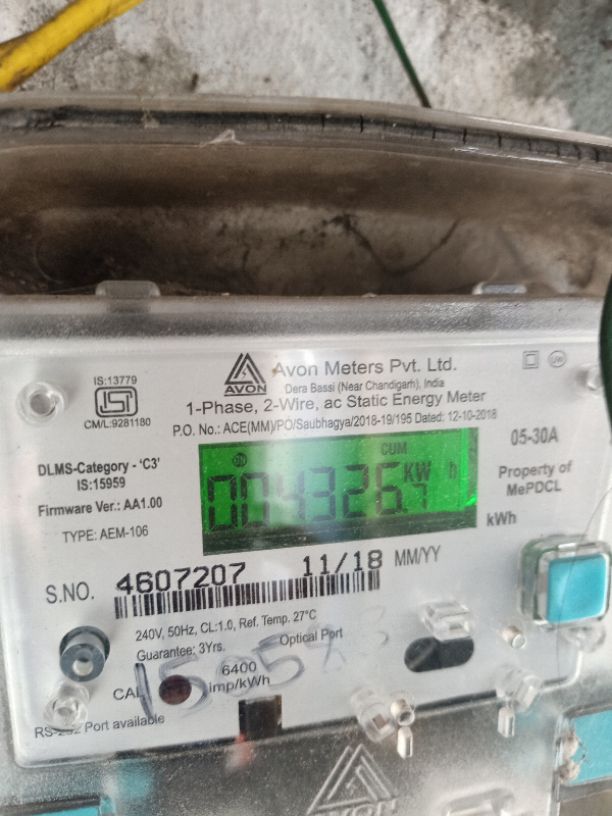 AVON
Avon Meters Pvt. Ltd.
Dera Bassi (Near Chandigarh), India
1-Phase, 2-Wire, ac Static Energy Meter
P.O. No.: ACE(MM)/PO/Saubhagya/2018-19/195 Dated: 12-10-2018
IS:13779
ISI
CM/L:9281180
DLMS-Category - 'C3'
IS:15959
Firmware Ver.: AA1.00
TYPE: AEM-106
CUM
004326.7 KW h
05-30A
Property of
MePDCL
kWh
S.NO. 4607207 11/18 MM/YY
240V, 50Hz, CL:1.0, Ref. Temp. 27°C
Guarantee: 3Yrs. Optical Port
6400
CAL imp/kWh
RS-232 Port available
AVON